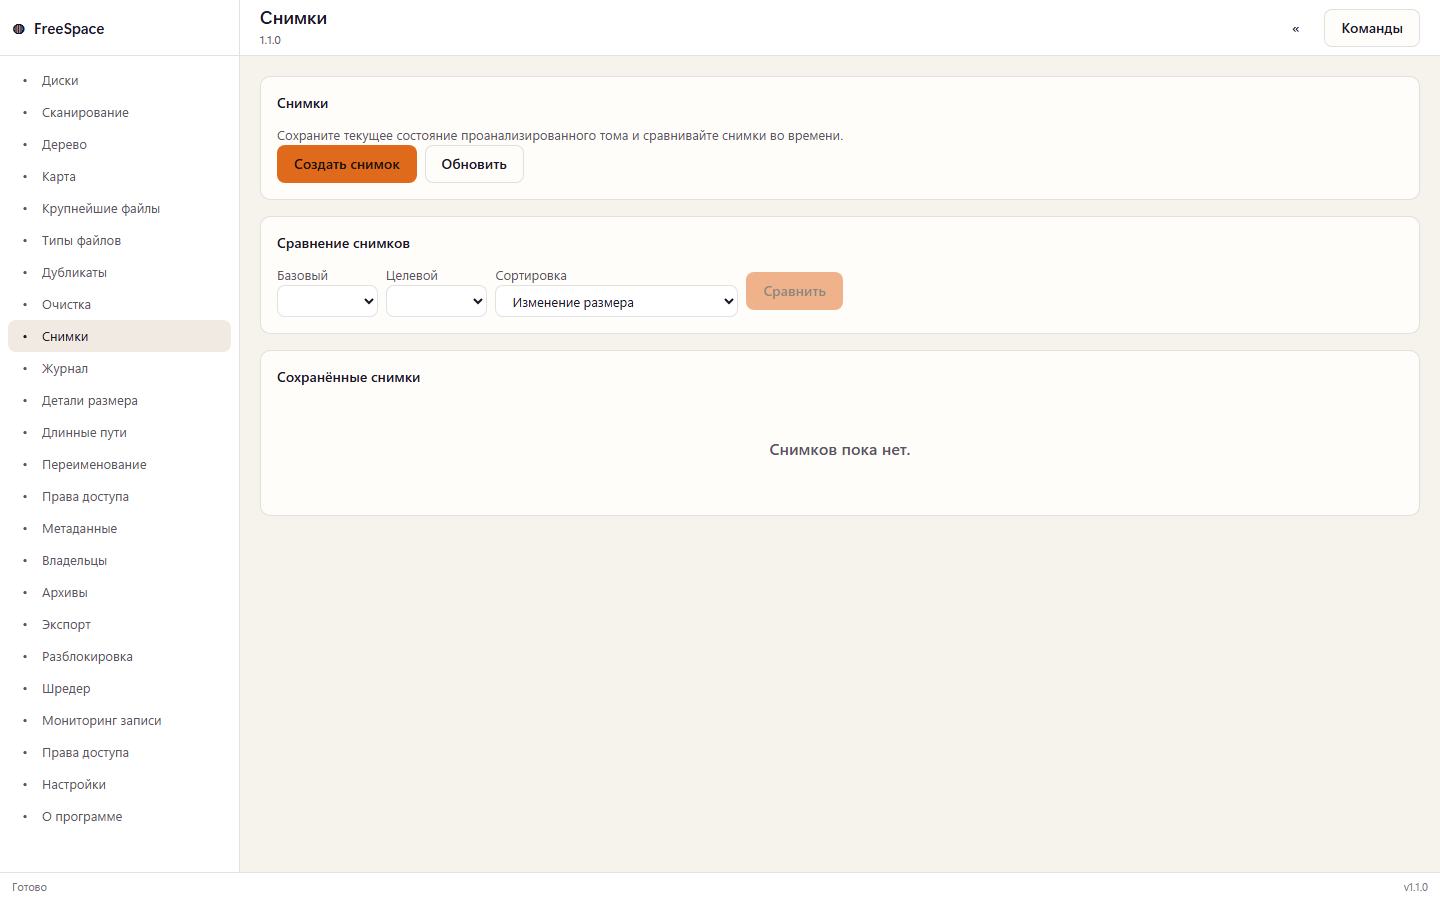 FreeSpace
Диски
Сканирование
Дерево
Карта
Крупнейшие файлы
Типы файлов
Дубликаты
Очистка
Снимки
Журнал
Детали размера
Длинные пути
Переименование
Права доступа
Метаданные
Владельцы
Архивы
Экспорт
Разблокировка
Шредер
Мониторинг записи
Права доступа
Настройки
О программе
Снимки
1.1.0
« Команды
Снимки
Сохраните текущее состояние проанализированного тома и сравнивайте снимки во времени.
Создать снимок Обновить
Сравнение снимков
Базовый Целевой Сортировка
Изменение размера Сравнить
Сохранённые снимки
Снимков пока нет.
Готово v1.1.0